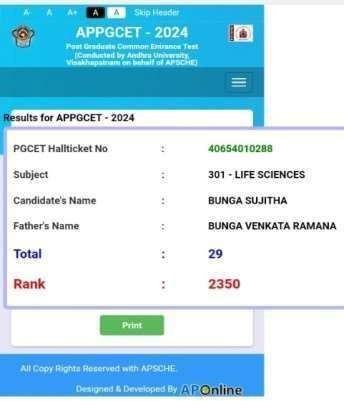 A- A A+ A A Skip Header
APPGCET - 2024
Post Graduate Common Entrance Test
(Conducted by Andhra University,
Visakhapatnam on behalf of APSCHE)
Results for APPGCET - 2024
PGCET Hallticket No : 40654010288
Subject : 301 - LIFE SCIENCES
Candidate's Name : BUNGA SUJITHA
Father's Name : BUNGA VENKATA RAMANA
Total : 29
Rank : 2350
Print
All Copy Rights Reserved with APSCHE.
Designed & Developed By APOnline